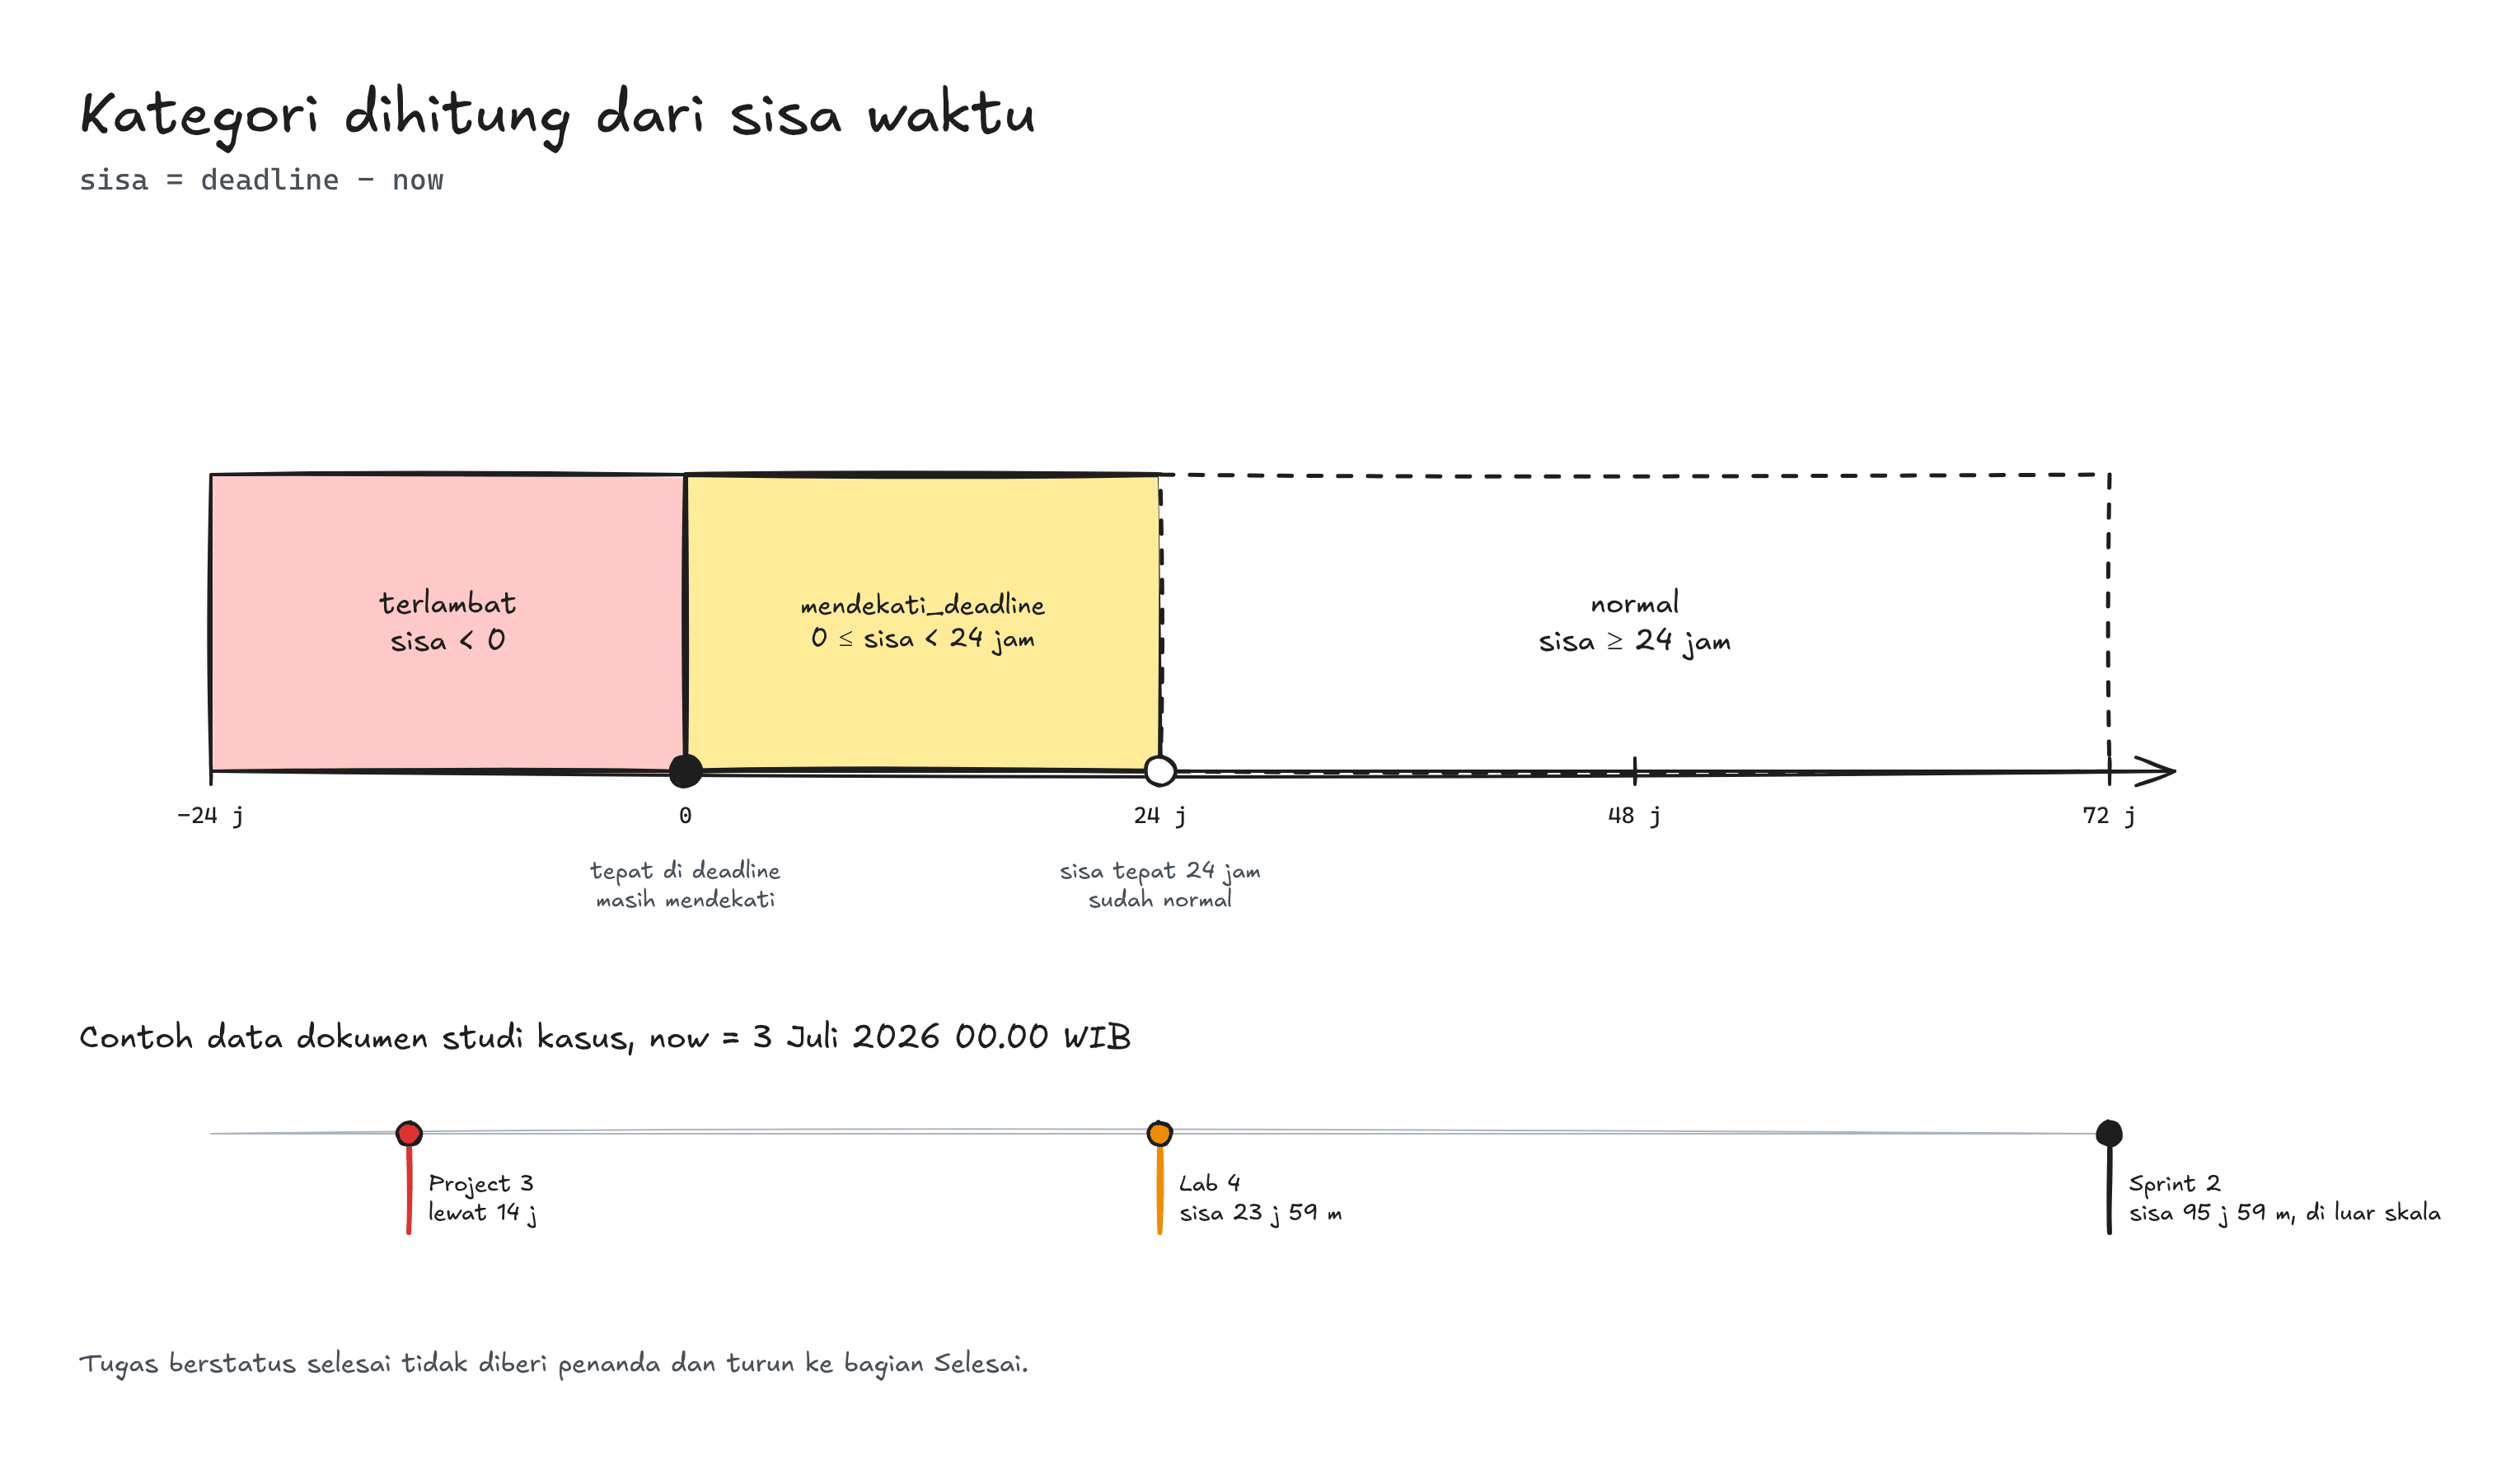 Kategori dihitung dari sisa waktu
sisa = deadline − now
terlambat
sisa < 0
mendekati_deadline
0 ≤ sisa < 24 jam
normal
sisa ≥ 24 jam
−24 j
0
24 j
48 j
72 j
tepat di deadline
masih mendekati
sisa tepat 24 jam
sudah normal
Contoh data dokumen studi kasus, now = 3 Juli 2026 00.00 WIB
Project 3
lewat 14 j
Lab 4
sisa 23 j 59 m
Sprint 2
sisa 95 j 59 m, di luar skala
Tugas berstatus selesai tidak diberi penanda dan turun ke bagian Selesai.